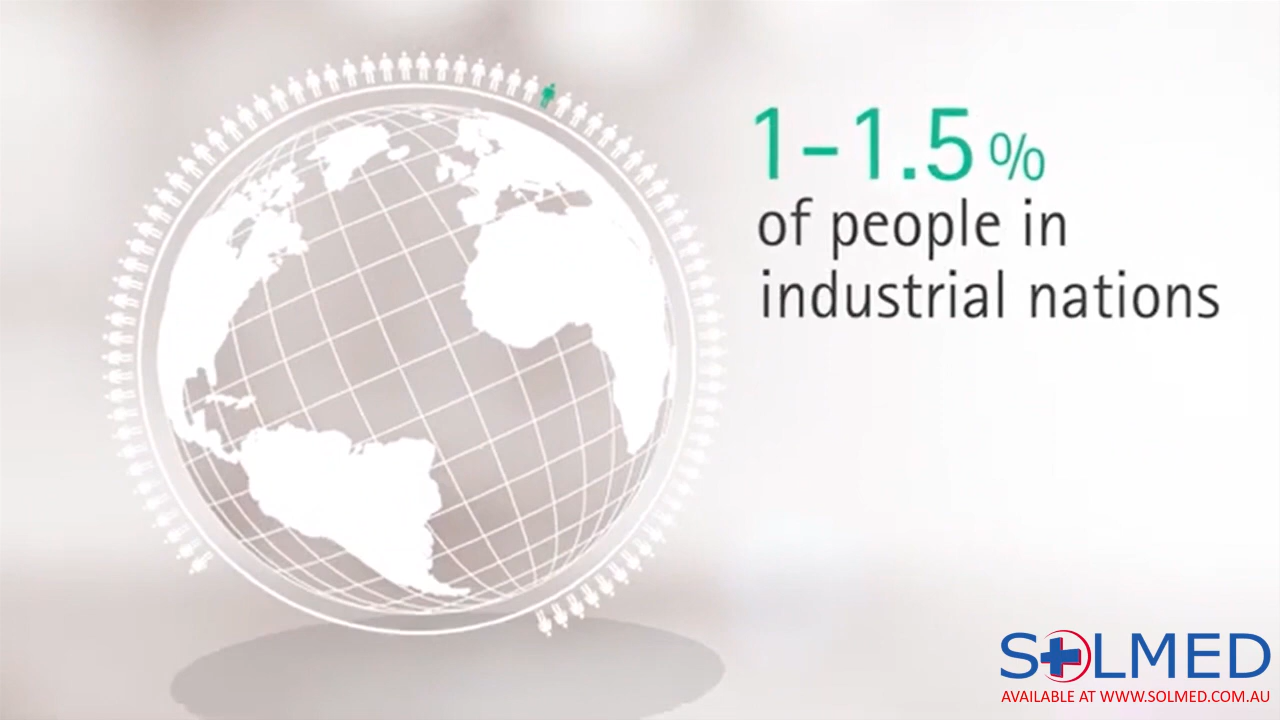 1-1.5 %
of people in
industrial nations
SOLMED
AVAILABLE AT WWW.SOLMED.COM.AU